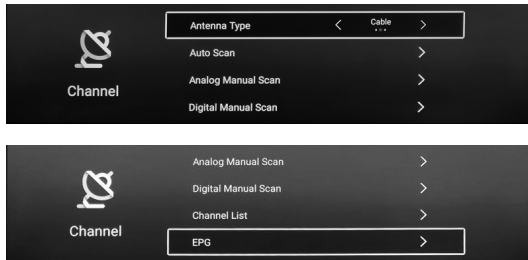 Antenna Type
Cable
Auto Scan
Analog Manual Scan
Channel
Digital Manual Scan
Analog Manual Scan
Digital Manual Scan
Channel List
Channel
EPG